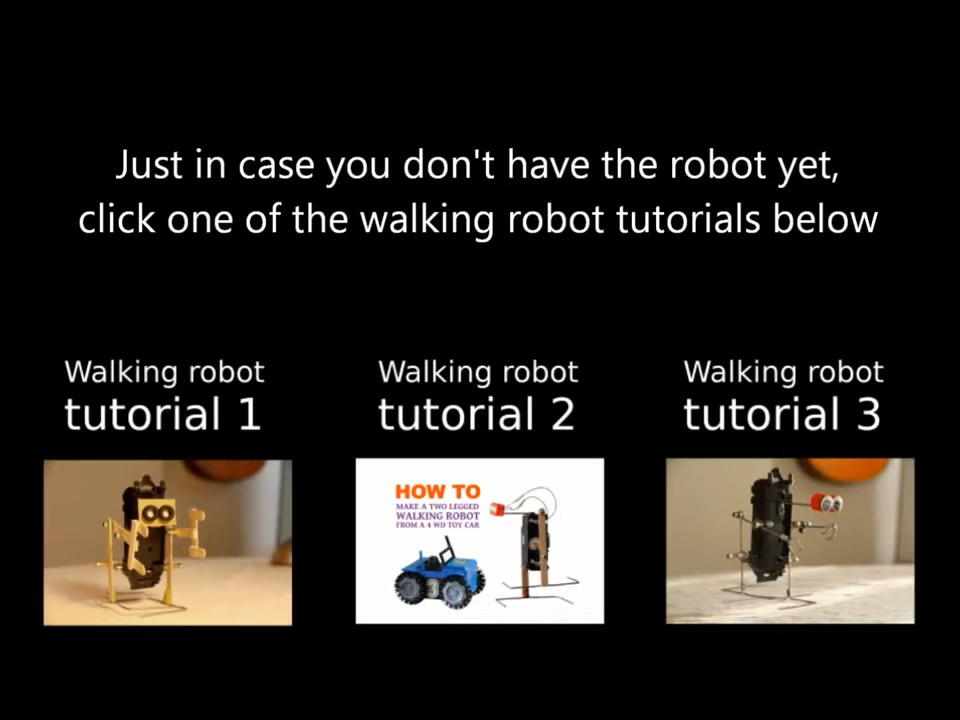 Just in case you don't have the robot yet,
click one of the walking robot tutorials below
Walking robot
tutorial 1
Walking robot
tutorial 2
Walking robot
tutorial 3
HOW TO
MAKE A TWO LEGGED
WALKING ROBOT
FROM A 4 WD TOY CAR